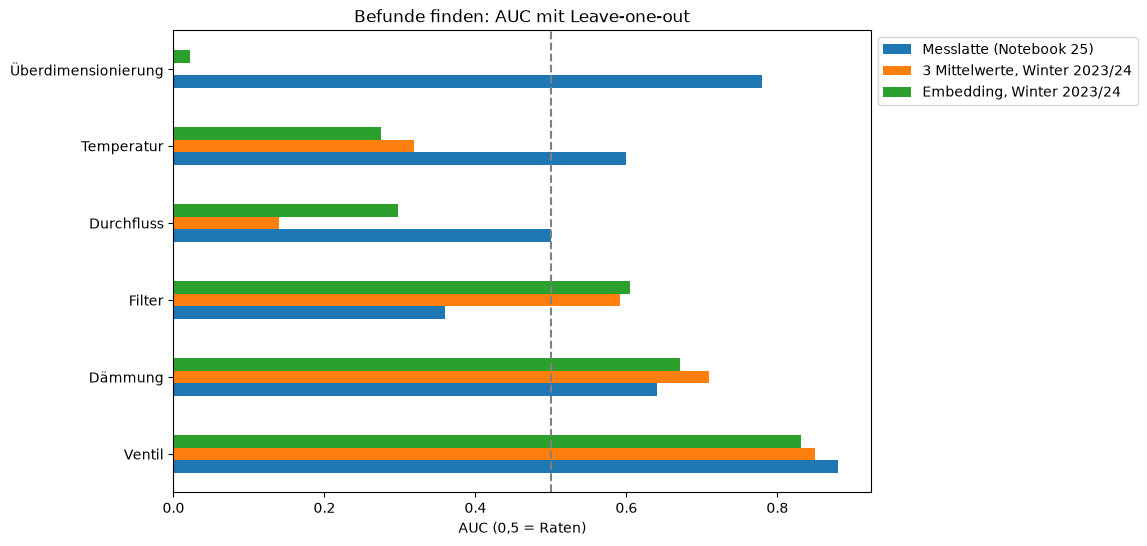 Befunde finden: AUC mit Leave-one-out
Messlatte (Notebook 25)
3 Mittelwerte, Winter 2023/24
Embedding, Winter 2023/24
Überdimensionierung
Temperatur
Durchfluss
Filter
Dämmung
Ventil
0.0 0.2 0.4 0.6 0.8
AUC (0,5 = Raten)